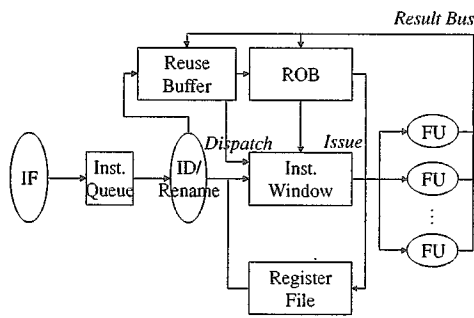 Result Bus
Reuse
Buffer
ROB
Dispatch
Issue
FU
IF
Inst.
Queue
ID/
Rename
Inst.
Window
FU
...
FU
Register
File